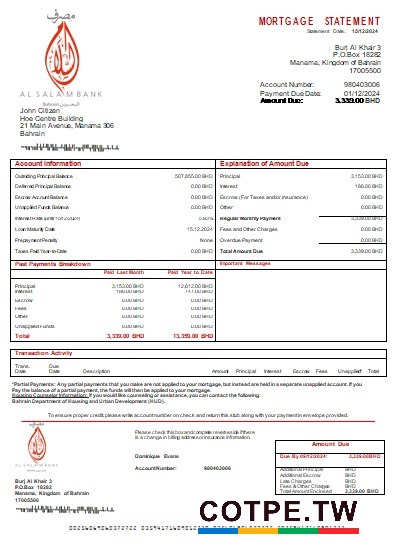 مصرف
AL SALAM BANK
MORTGAGE STATEMENT
Statement Date: 15/12/2024
Burj Al Khair 3
P.O.Box 18282
Manama, Kingdom of Bahrain
17005500
Account Number: 980403006
Payment Due Date: 01/12/2024
Amount Due: 3,339.00 BHD
John Citizen
Hoe Centre Building
21 Main Avenue, Manama 306
Bahrain
Account Information
Outstanding Principal Balance 507,855.00 BHD
Deferred Principal Balance 0.00 BHD
Escrow Account Balance 0.00 BHD
Unapplied Funds Balance 0.00 BHD
Interest Rate (until 15/12/2024)
Loan Maturity Date 15.12.2024
Prepayment Penalty None
Taxes Paid Year-to-Date 0.00 BHD
Explanation of Amount Due
Principal 3,153.00 BHD
Interest 186.00 BHD
Escrow (For Taxes and/or Insurance) 0.00 BHD
Other 0.00 BHD
Regular Monthly Payment 3,339.00 BHD
Fees and Other Charges 0.00 BHD
Overdue Payment 0.00 BHD
Total Amount Due 3,339.00 BHD
Past Payments Breakdown
Paid Last Month Paid Year to Date
Principal 3,153.00 BHD 12,612.00 BHD
Interest 186.00 BHD
Escrow 0.00 BHD 0.00 BHD
Fees 0.00 BHD 0.00 BHD
Other 0.00 BHD 0.00 BHD
Unapplied Funds 0.00 BHD 0.00 BHD
Total 3,339.00 BHD 13,359.00 BHD
Important Messages
Transaction Activity
Trans. Date Due Date Description Amount Principal Interest Escrow Fees Unapplied Total
*Partial Payments: Any partial payments that you make are not applied to your mortgage, but instead are held in a separate unapplied account. If you
Pay the balance of a partial payment, the funds will then be applied to your mortgage.
Housing Counselor Information: If you would like counseling or assistance, you can contact the following:
Bahrain Department of Housing and Urban Development (HUD).
To ensure proper credit please write account number on check and return this stub along with your payment in envelope provided.
AL SALAM BANK
Burj Al Khair 3
P.O.Box 18282
Manama, Kingdom of Bahrain
17005500
Please check this box and complete reverse side if there
is a change in billing address or insurance information.
Dominique Evans
Account Number: 980403006
Amount Due
Due By 09/12/2024: 3,339.00 BHD
Additional Principal BHD
Additional Escrow BHD
Late Charges BHD
Fees & Other Charges BHD
Total Amount Enclosed 3,339.00 BHD
COTPE.TW